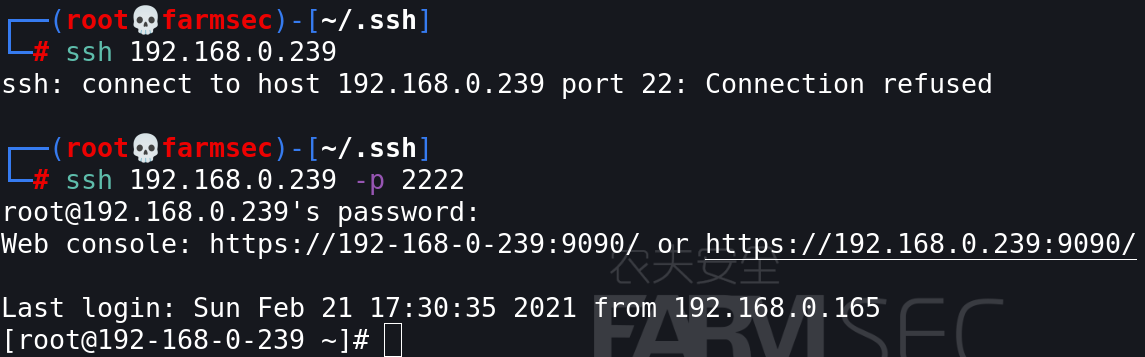 ┌──(root💀farmsec)-[~/.ssh]
└─# ssh 192.168.0.239
ssh: connect to host 192.168.0.239 port 22: Connection refused
┌──(root💀farmsec)-[~/.ssh]
└─# ssh 192.168.0.239 -p 2222
root@192.168.0.239's password:
Web console: https://192-168-0-239:9090/ or https://192.168.0.239:9090/
农夫安全
Last login: Sun Feb 21 17:30:35 2021 from 192.168.0.165
FARMSEC
[root@192-168-0-239 ~]#